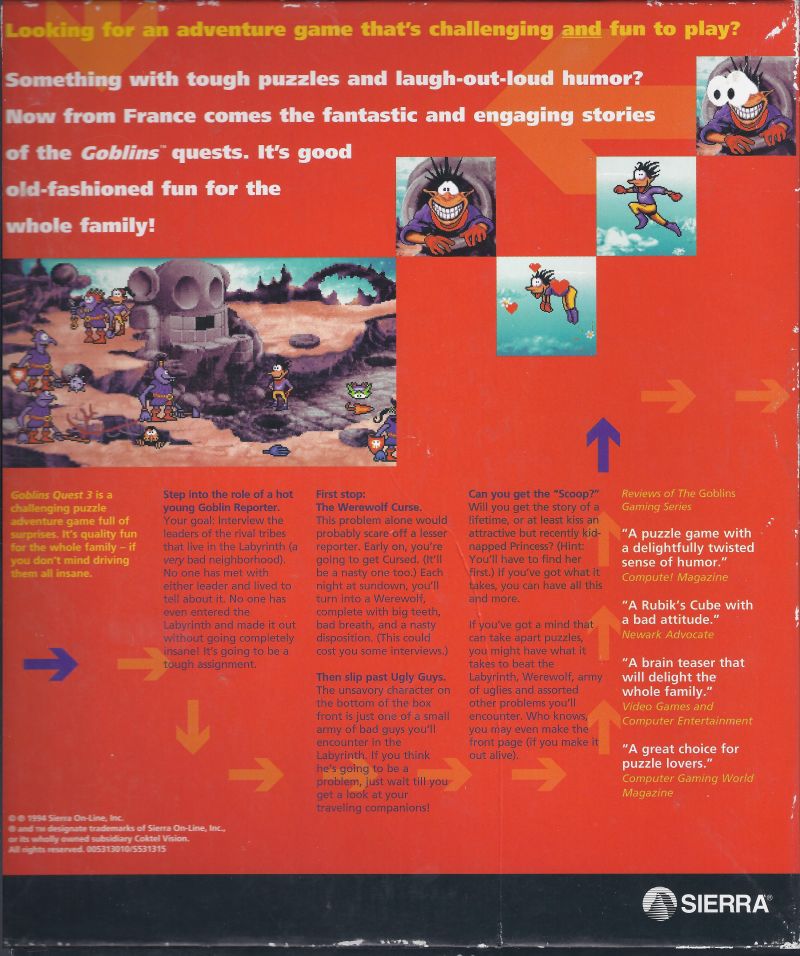 Looking for an adventure game that's challenging and fun to play?
Something with tough puzzles and laugh-out-loud humor?
Now from France comes the fantastic and engaging stories
of the Goblins™ quests. It's good
old-fashioned fun for the
whole family!
Goblins Quest 3 is a
challenging puzzle
adventure game full of
surprises. It's quality fun
for the whole family – if
you don't mind driving
them all insane.
Step into the role of a hot
young Goblin Reporter.
Your goal: Interview the
leaders of the rival tribes
that live in the Labyrinth (a
very bad neighborhood).
No one has met with
either leader and lived to
tell about it. No one has
even entered the
Labyrinth and made it out
without going completely
insane! It's going to be a
tough assignment.
First stop:
The Werewolf Curse.
This problem alone would
probably scare off a lesser
reporter. Early on, you're
going to get Cursed. (It'll
be a nasty one too.) Each
night at sundown, you'll
turn into a Werewolf,
complete with big teeth,
bad breath, and a nasty
disposition. (This could
cost you some interviews.)
Then slip past Ugly Guys.
The unsavory character on
the bottom of the box
front is just one of a small
army of bad guys you'll
encounter in the
Labyrinth. If you think
he's going to be a
problem, just wait till you
get a look at your
traveling companions!
Can you get the "Scoop?"
Will you get the story of a
lifetime, or at least kiss an
attractive but recently kid-
napped Princess? (Hint:
You'll have to find her
first.) If you've got what it
takes, you can have all this
and more.
If you've got a mind that
can take apart puzzles,
you might have what it
takes to beat the
Labyrinth, Werewolf, army
of uglies and assorted
other problems you'll
encounter. Who knows,
you may even make the
front page (if you make it
out alive).
Reviews of The Goblins
Gaming Series
"A puzzle game with
a delightfully twisted
sense of humor."
Compute! Magazine
"A Rubik's Cube with
a bad attitude."
Newark Advocate
"A brain teaser that
will delight the
whole family."
Video Games and
Computer Entertainment
"A great choice for
puzzle lovers."
Computer Gaming World
Magazine
© ® 1994 Sierra On-Line, Inc.
® and TM designate trademarks of Sierra On-Line, Inc.,
or its wholly owned subsidiary Coktel Vision.
All rights reserved. 005313010/S531315
SIERRA®